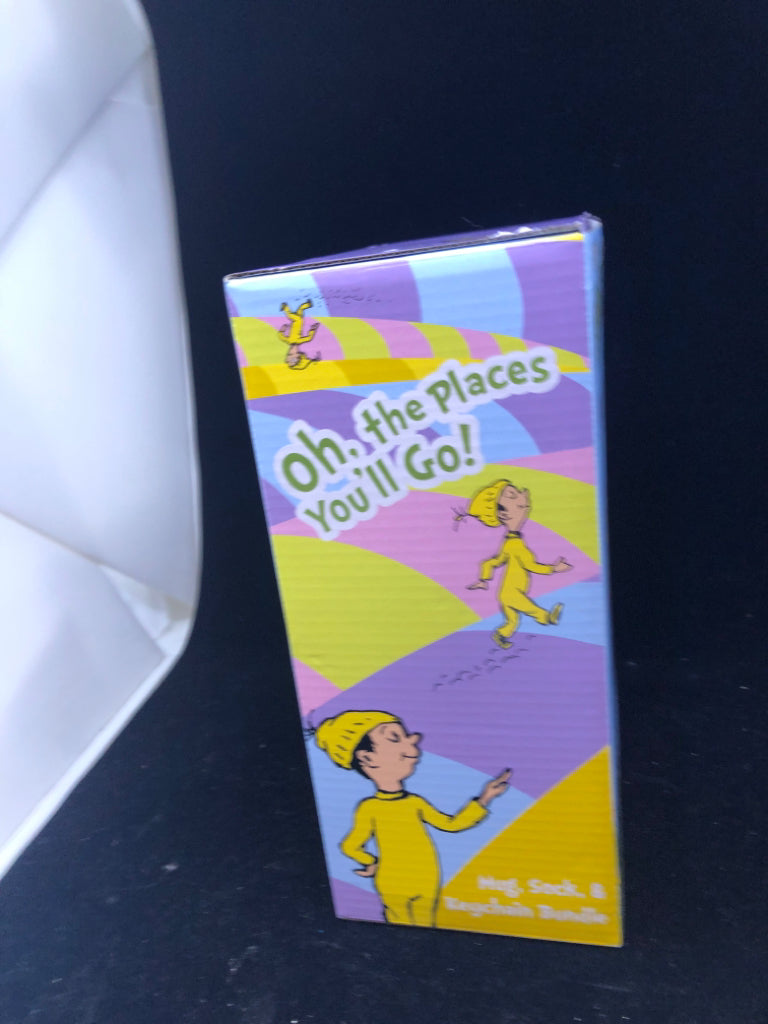 Oh, the Places
You'll Go!
Mug, Sock, &
Keychain Bundle